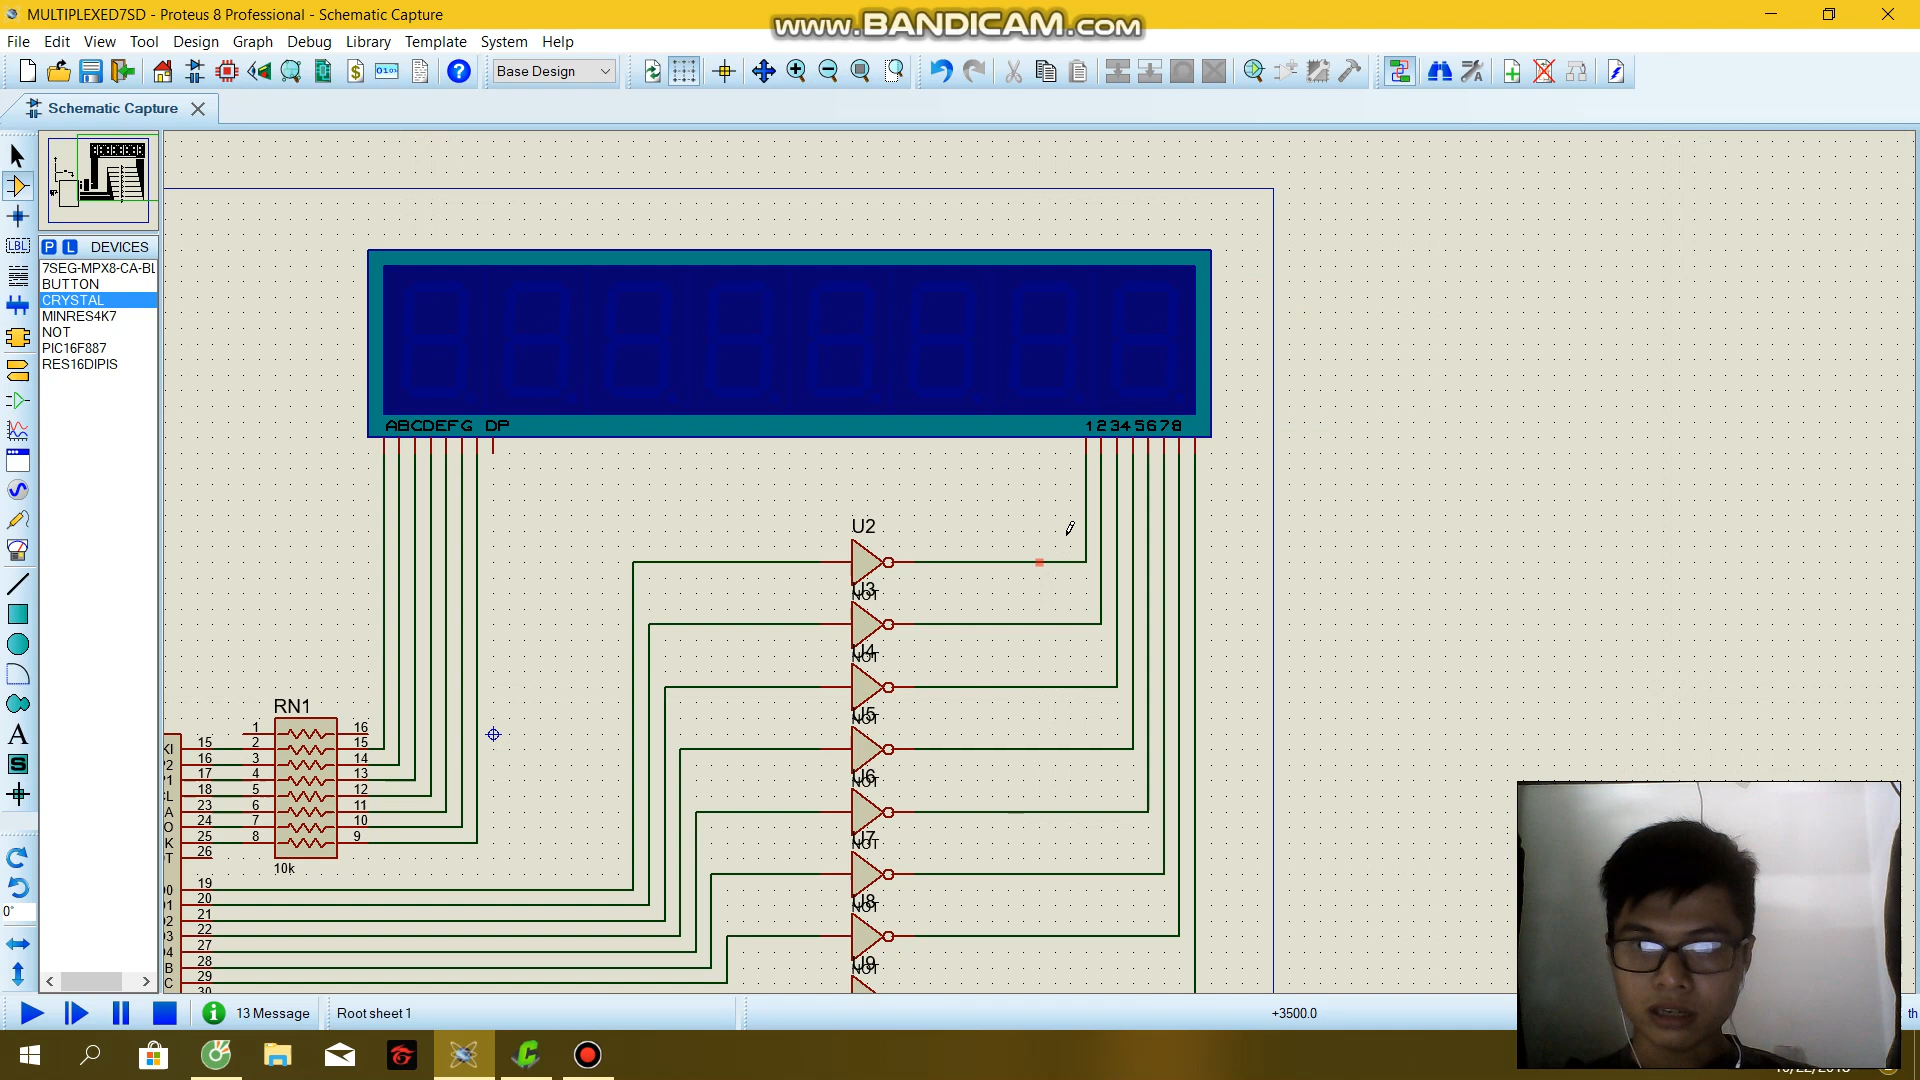 MULTIPLEXED7SD - Proteus 8 Professional - Schematic Capture
www.BANDICAM.com
File Edit View Tool Design Graph Debug Library Template System Help
Base Design
Schematic Capture
P L DEVICES
7SEG-MPX8-CA-BL
BUTTON
CRYSTAL
MINRES4K7
NOT
PIC16F887
RES16DIPIS
LBL
A
S
0°
ABCDEFG DP
12345678
U2
NOT
U3
NOT
U4
NOT
U5
NOT
U6
NOT
U7
NOT
U8
NOT
U9
RN1
1 16
2 15
3 14
4 13
5 12
6 11
7 10
8 9
10k
15
16
17
18
23
24
25
26
19
20
21
22
27
28
29
30
13 Message
Root sheet 1
+3500.0
th